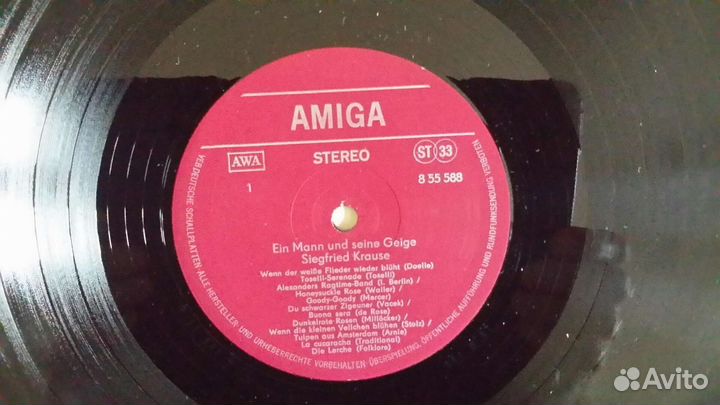 AMIGA
AWA
STEREO
ST 33
1
8 55 588
Ein Mann und seine Geige
Siegfried Krause
Wenn der weiße Flieder wieder blüht (Doelle)
Toselli-Serenade (Toselli)
Alexanders Ragtime-Band (I. Berlin) /
Honeysuckle Rose (Waller) /
Goody-Goody (Mercer)
Du schwarzer Zigeuner (Vacek) /
Buona sera (de Rose)
Dunkelrote Rosen (Millöcker) /
Wenn die kleinen Veilchen blühen (Stolz) /
Tulpen aus Amsterdam (Arnie)
La cucaracha (Traditional)
Die Lerche (Folklore)
VEB DEUTSCHE SCHALLPLATTEN · ALLE HERSTELLER- UND URHEBERRECHTE VORBEHALTEN · ÜBERSPIELUNG, ÖFFENTLICHE AUFFÜHRUNG UND RUNDFUNKSENDUNG VERBOTEN
Avito